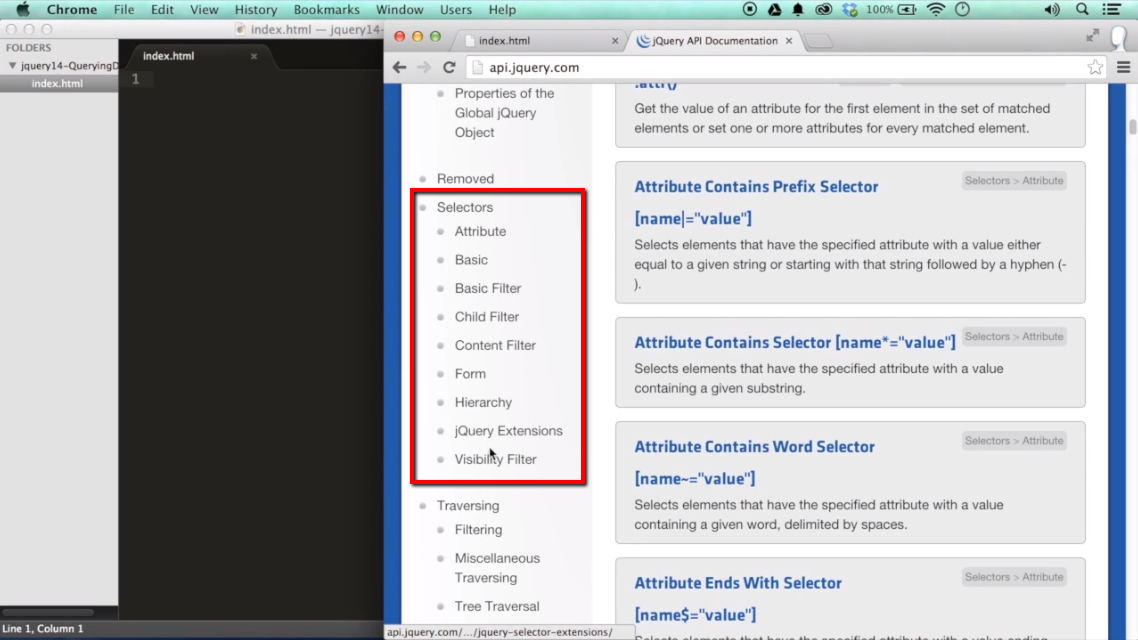 Chrome File Edit View History Bookmarks Window Users Help 100%
index.html — jquery14-
FOLDERS
jquery14-QueryingD
index.html
index.html
1
Line 1, Column 1
index.html
jQuery API Documentation
api.jquery.com
Properties of the
Global jQuery
Object
Removed
Selectors
Attribute
Basic
Basic Filter
Child Filter
Content Filter
Form
Hierarchy
jQuery Extensions
Visibility Filter
Traversing
Filtering
Miscellaneous
Traversing
Tree Traversal
api.jquery.com/.../jquery-selector-extensions/
.attr()
Get the value of an attribute for the first element in the set of matched
elements or set one or more attributes for every matched element.
Attribute Contains Prefix Selector
Selectors > Attribute
[name|="value"]
Selects elements that have the specified attribute with a value either
equal to a given string or starting with that string followed by a hyphen (-
).
Attribute Contains Selector [name*="value"]
Selectors > Attribute
Selects elements that have the specified attribute with a value
containing a given substring.
Attribute Contains Word Selector
Selectors > Attribute
[name~="value"]
Selects elements that have the specified attribute with a value
containing a given word, delimited by spaces.
Attribute Ends With Selector
Selectors > Attribute
[name$="value"]